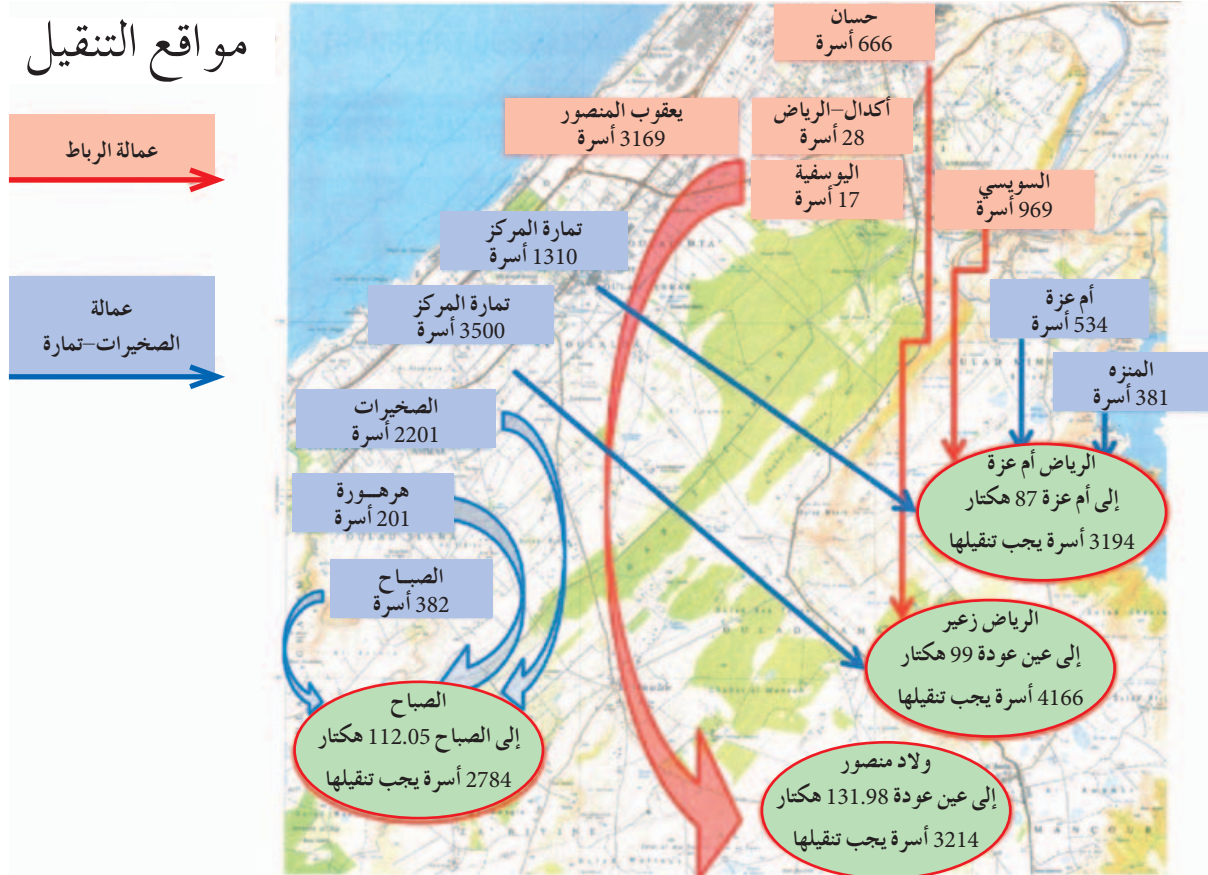 مواقع التنقيل
عمالة الرباط
عمالة
الصخيرات–تمارة
حسان
666 أسرة
أكدال–الرياض
28 أسرة
يعقوب المنصور
3169 أسرة
اليوسفية
17 أسرة
السويسي
969 أسرة
تمارة المركز
1310 أسرة
تمارة المركز
3500 أسرة
أم عزة
534 أسرة
المنزه
381 أسرة
الصخيرات
2201 أسرة
هرهـورة
201 أسرة
الصبـاح
382 أسرة
الرياض أم عزة
إلى أم عزة 87 هكتار
3194 أسرة يجب تنقيلها
الرياض زعير
إلى عين عودة 99 هكتار
4166 أسرة يجب تنقيلها
الصباح
إلى الصباح 112.05 هكتار
2784 أسرة يجب تنقيلها
ولاد منصور
إلى عين عودة 131.98 هكتار
3214 أسرة يجب تنقيلها